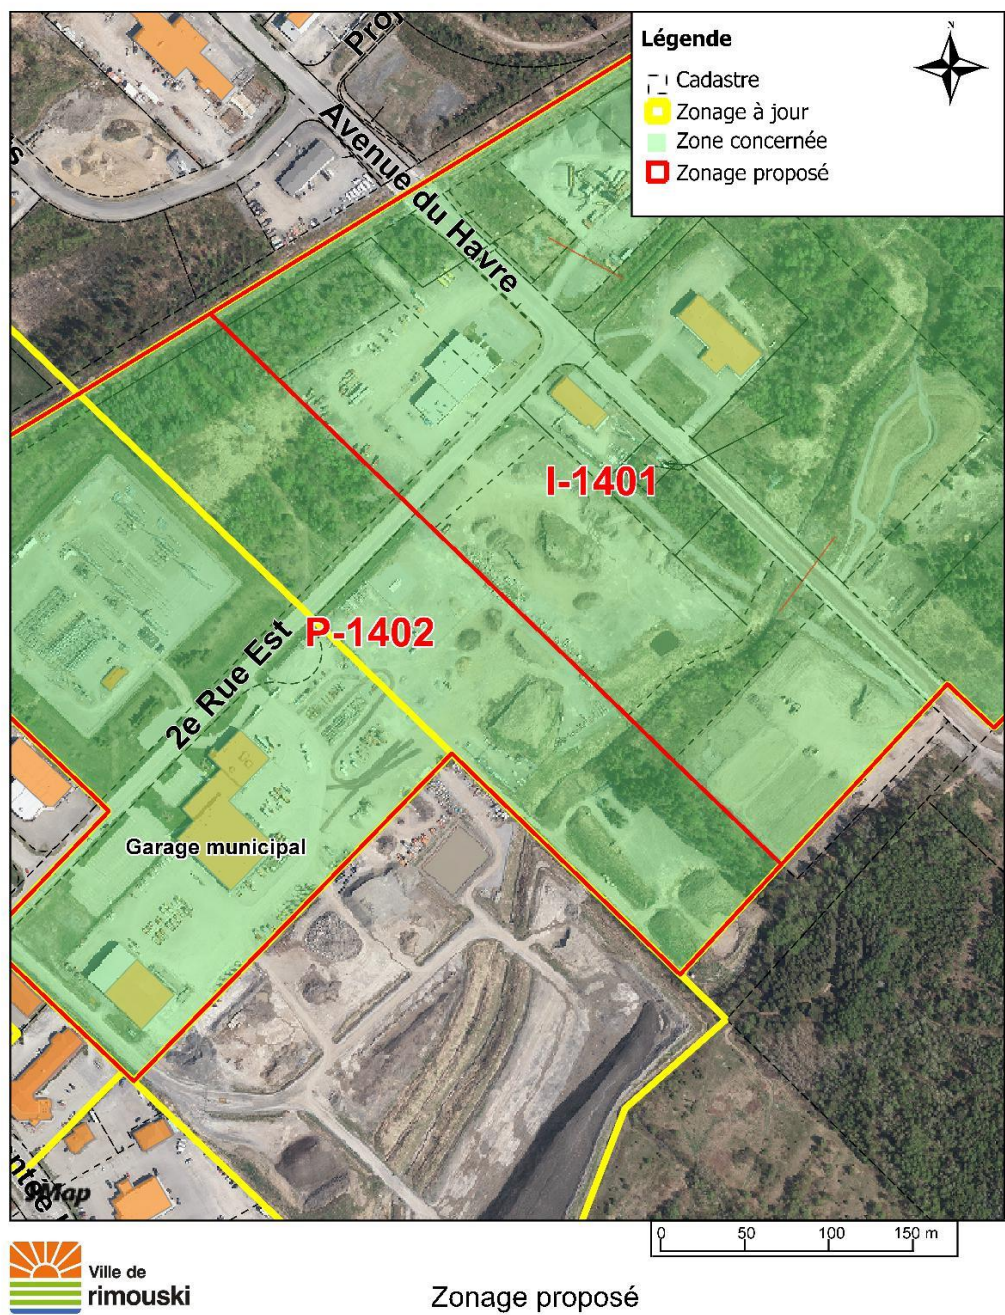 Légende
Cadastre
Zonage à jour
Zone concernée
Zonage proposé
N
Avenue du Havre
I-1401
P-1402
2e Rue Est
Garage municipal
0 50 100 150 m
Ville de
rimouski
Zonage proposé